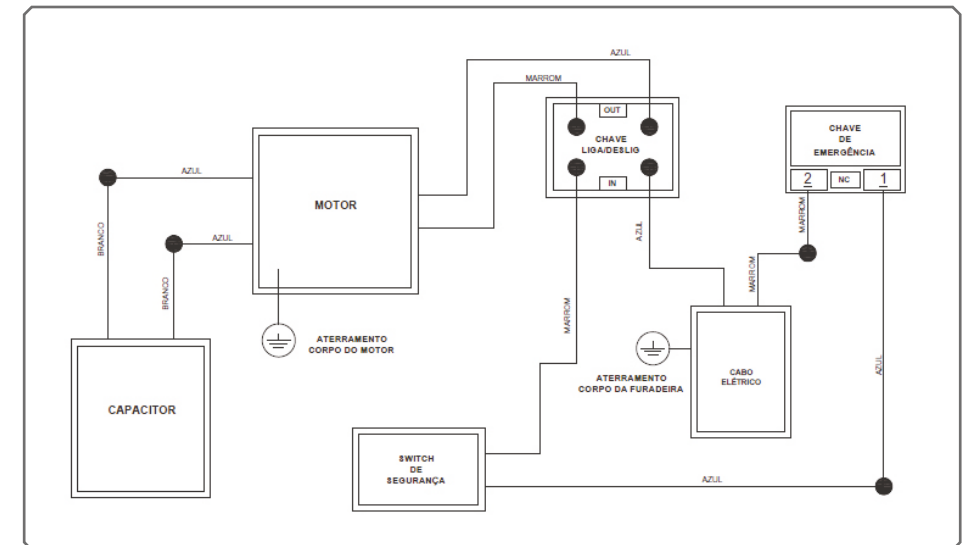 AZUL
MARROM
OUT
CHAVE
LIGA/DESLIG
IN
CHAVE
DE
EMERGÊNCIA
2
NC
1
AZUL
MOTOR
AZUL
BRANCO
BRANCO
MARROM
AZUL
MARROM
MARROM
ATERRAMENTO
CORPO DO MOTOR
ATERRAMENTO
CORPO DA FURADEIRA
CABO
ELÉTRICO
AZUL
CAPACITOR
SWITCH
DE
SEGURANÇA
AZUL